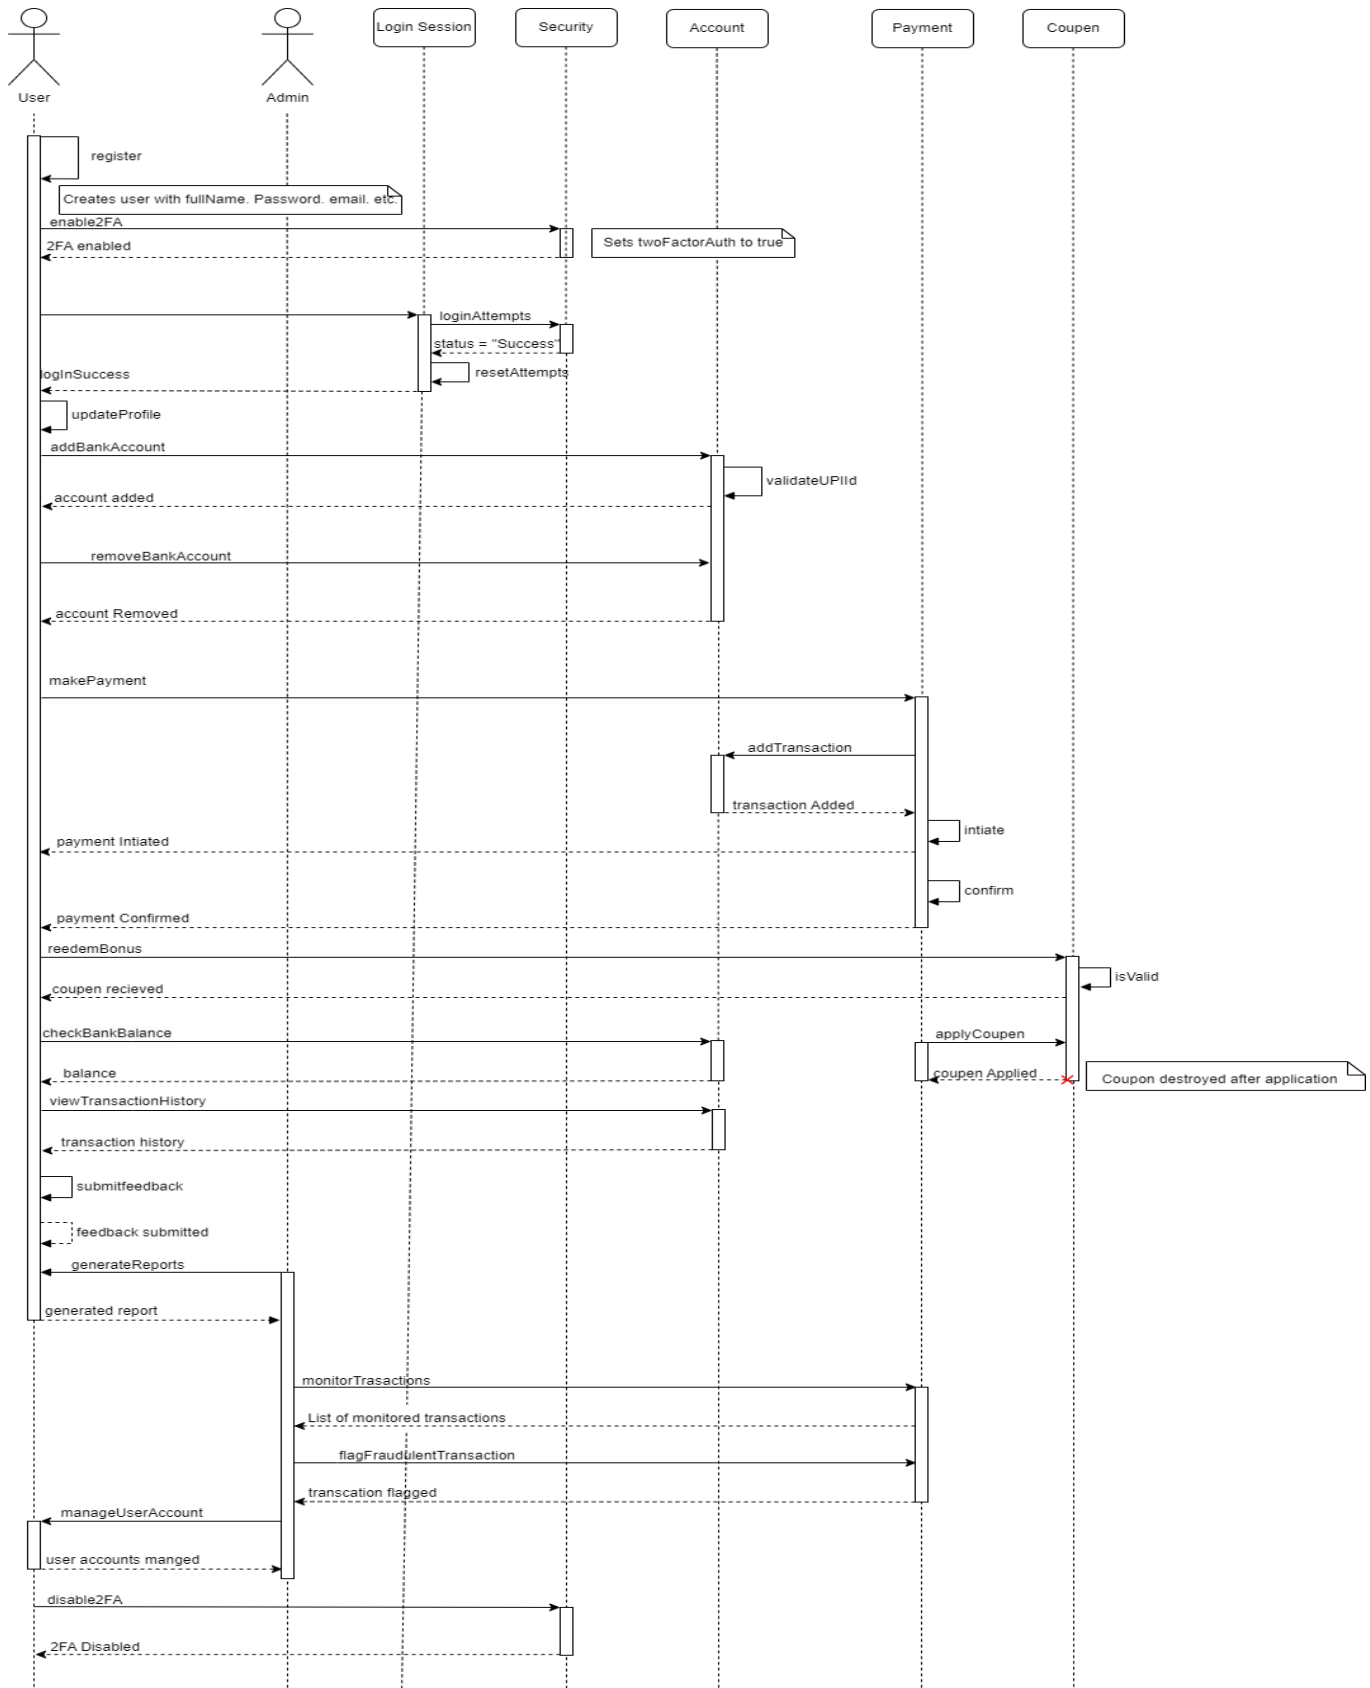 Login Session
Security
Account
Payment
Coupen
User
Admin
register
Creates user with fullName. Password. email. etc.
enable2FA
2FA enabled
Sets twoFactorAuth to true
loginAttempts
status = "Success"
resetAttempts
logInSuccess
updateProfile
addBankAccount
validateUPIId
account added
removeBankAccount
account Removed
makePayment
addTransaction
transaction Added
intiate
payment Intiated
confirm
payment Confirmed
reedemBonus
isValid
coupen recieved
checkBankBalance
applyCoupen
balance
coupen Applied
Coupon destroyed after application
viewTransactionHistory
transaction history
submitfeedback
feedback submitted
generateReports
generated report
monitorTrasactions
List of monitored transactions
flagFraudulentTransaction
transcation flagged
manageUserAccount
user accounts manged
disable2FA
2FA Disabled